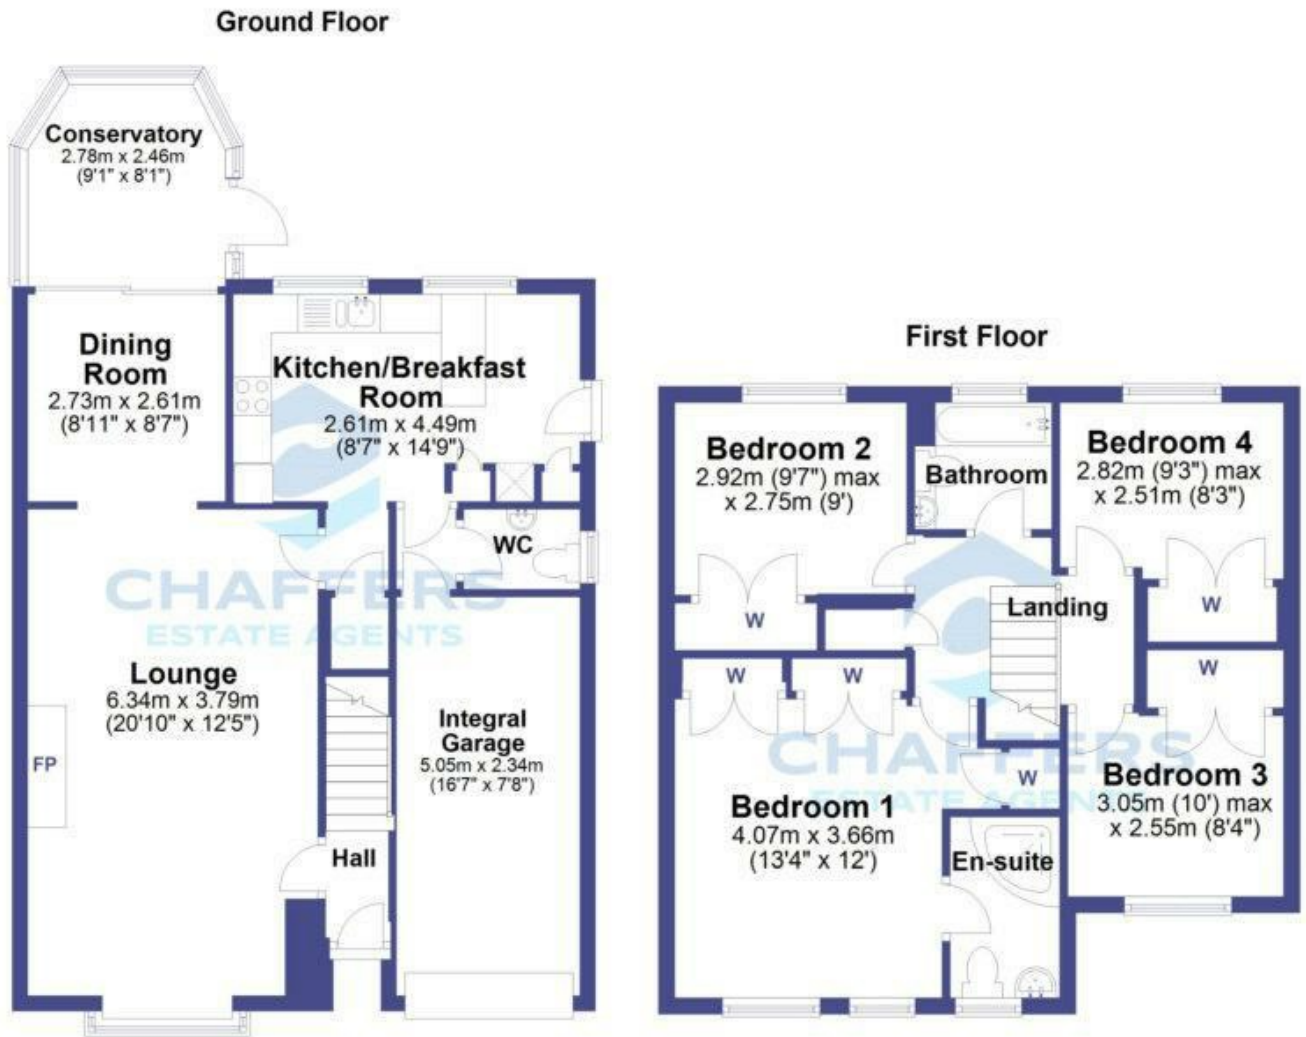 Ground Floor
Conservatory
2.78m x 2.46m
(9'1" x 8'1")
Dining
Room
2.73m x 2.61m
(8'11" x 8'7")
Kitchen/Breakfast
Room
2.61m x 4.49m
(8'7" x 14'9")
WC
CHAFFERS
ESTATE AGENTS
Lounge
6.34m x 3.79m
(20'10" x 12'5")
FP
Integral
Garage
5.05m x 2.34m
(16'7" x 7'8")
Hall
First Floor
Bedroom 2
2.92m (9'7") max
x 2.75m (9')
W
Bathroom
Bedroom 4
2.82m (9'3") max
x 2.51m (8'3")
W
Landing
W
W
W
CHAFFERS
ESTATE AGENTS
Bedroom 1
4.07m x 3.66m
(13'4" x 12')
W
Bedroom 3
3.05m (10') max
x 2.55m (8'4")
En-suite